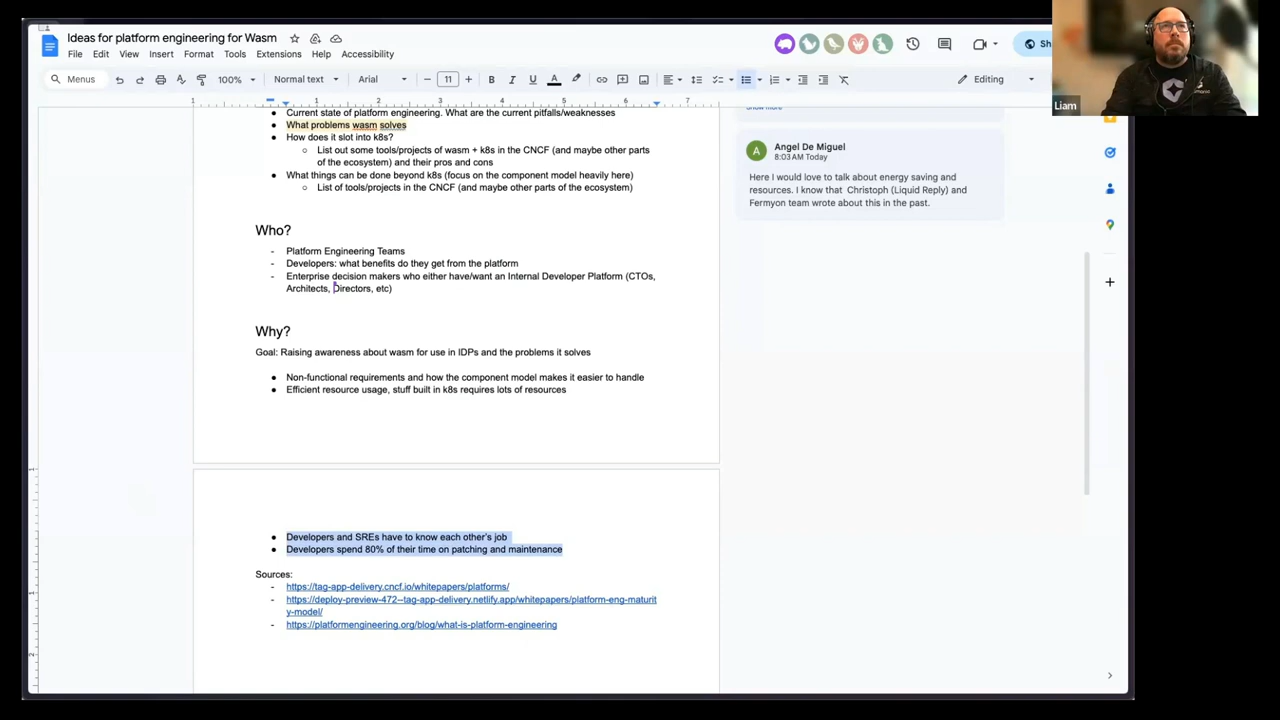 Ideas for platform engineering for Wasm
File Edit View Insert Format Tools Extensions Help Accessibility
Menus 100% Normal text Arial 11 Editing
1 1 2 3 4 5 6 7
Liam
Current state of platform engineering. What are the current pitfalls/weaknesses
What problems wasm solves
How does it slot into k8s?
List out some tools/projects of wasm + k8s in the CNCF (and maybe other parts
of the ecosystem) and their pros and cons
What things can be done beyond k8s (focus on the component model heavily here)
List of tools/projects in the CNCF (and maybe other parts of the ecosystem)
Who?
- Platform Engineering Teams
- Developers: what benefits do they get from the platform
- Enterprise decision makers who either have/want an Internal Developer Platform (CTOs,
Architects, Directors, etc)
Why?
Goal: Raising awareness about wasm for use in IDPs and the problems it solves
Non-functional requirements and how the component model makes it easier to handle
Efficient resource usage, stuff built in k8s requires lots of resources
Developers and SREs have to know each other's job
Developers spend 80% of their time on patching and maintenance
Sources:
- https://tag-app-delivery.cncf.io/whitepapers/platforms/
- https://deploy-preview-472--tag-app-delivery.netlify.app/whitepapers/platform-eng-maturit
y-model/
- https://platformengineering.org/blog/what-is-platform-engineering
Show more
A
Angel De Miguel
8:03 AM Today
Here I would love to talk about energy saving and
resources. I know that Christoph (Liquid Reply) and
Fermyon team wrote about this in the past.